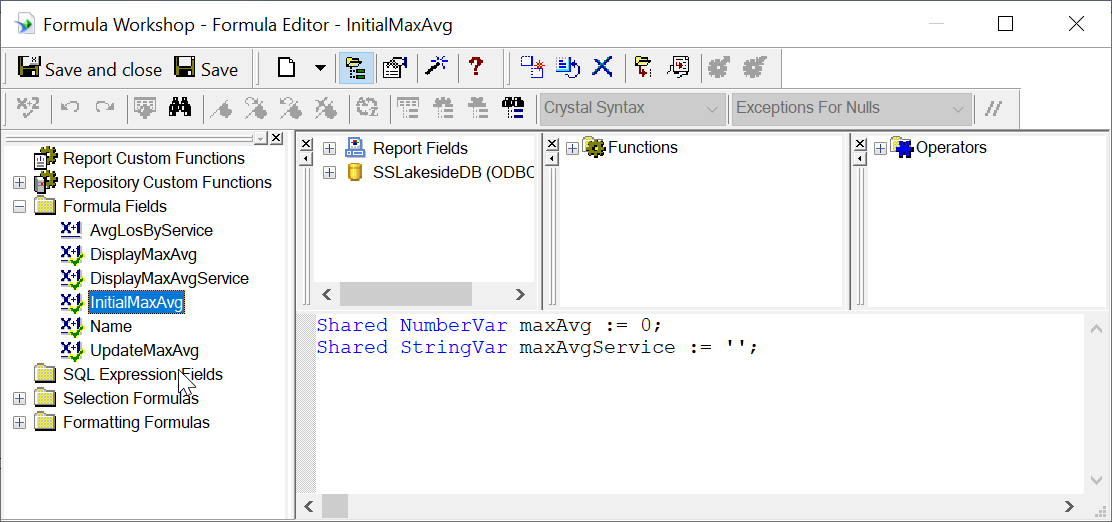 Formula Workshop - Formula Editor - InitialMaxAvg
Save and close Save
Crystal Syntax Exceptions For Nulls //
Report Custom Functions
Repository Custom Functions
Formula Fields
AvgLosByService
DisplayMaxAvg
DisplayMaxAvgService
InitialMaxAvg
Name
UpdateMaxAvg
SQL Expression Fields
Selection Formulas
Formatting Formulas
Report Fields
SSLakesideDB (ODBC
Functions
Operators
Shared NumberVar maxAvg := 0;
Shared StringVar maxAvgService := '';